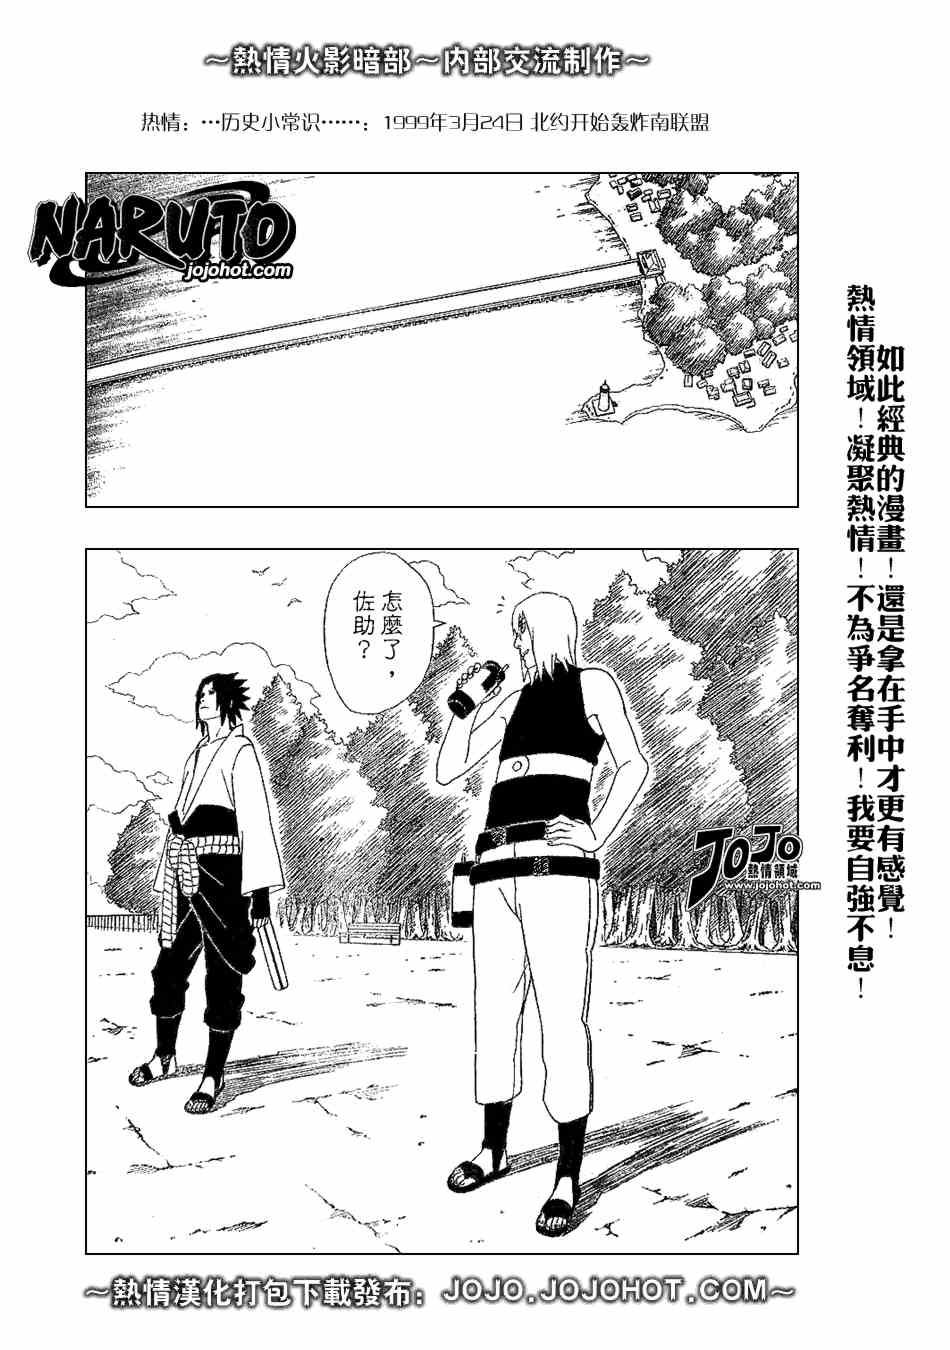 ～熱情火影暗部～内部交流制作～
热情：…历史小常识……：1999年3月24日 北约开始轰炸南联盟
NARUTO
jojohot.com
如此經典的漫畫！還是拿在手中才更有感覺！
熱情領域！凝聚熱情！不為爭名奪利！我要自強不息！
怎麼了，
佐助？
JOJO
熱情領域
www.jojohot.com
～熱情漢化打包下載發布：JOJO.JOJOHOT.COM～